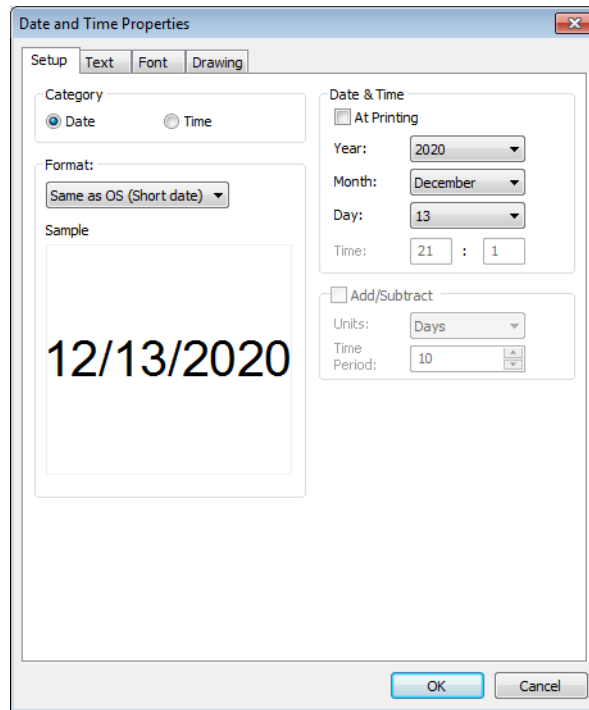 Date and Time Properties
Setup Text Font Drawing
Category
Date Time
Format:
Same as OS (Short date)
Sample
12/13/2020
Date & Time
At Printing
Year: 2020
Month: December
Day: 13
Time: 21 : 1
Add/Subtract
Units: Days
Time
Period: 10
OK Cancel